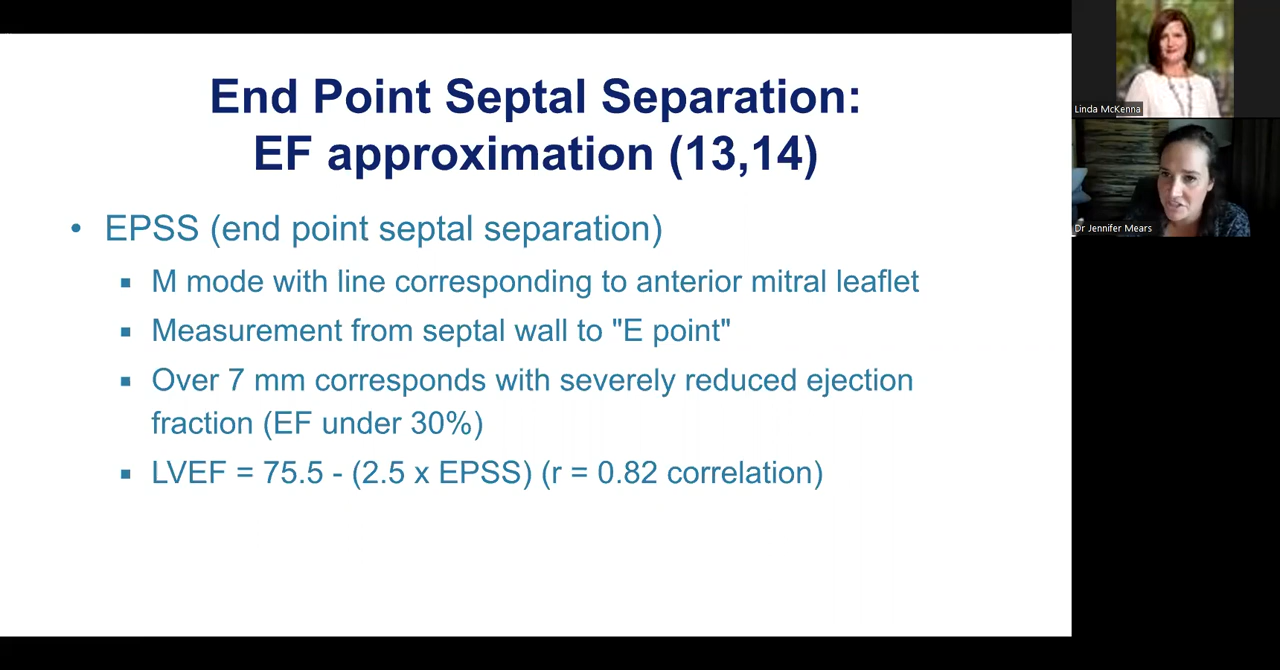 End Point Septal Separation:
EF approximation (13,14)
• EPSS (end point septal separation)
▪ M mode with line corresponding to anterior mitral leaflet
▪ Measurement from septal wall to "E point"
▪ Over 7 mm corresponds with severely reduced ejection
fraction (EF under 30%)
▪ LVEF = 75.5 - (2.5 x EPSS) (r = 0.82 correlation)
Linda McKenna
Dr Jennifer Mears